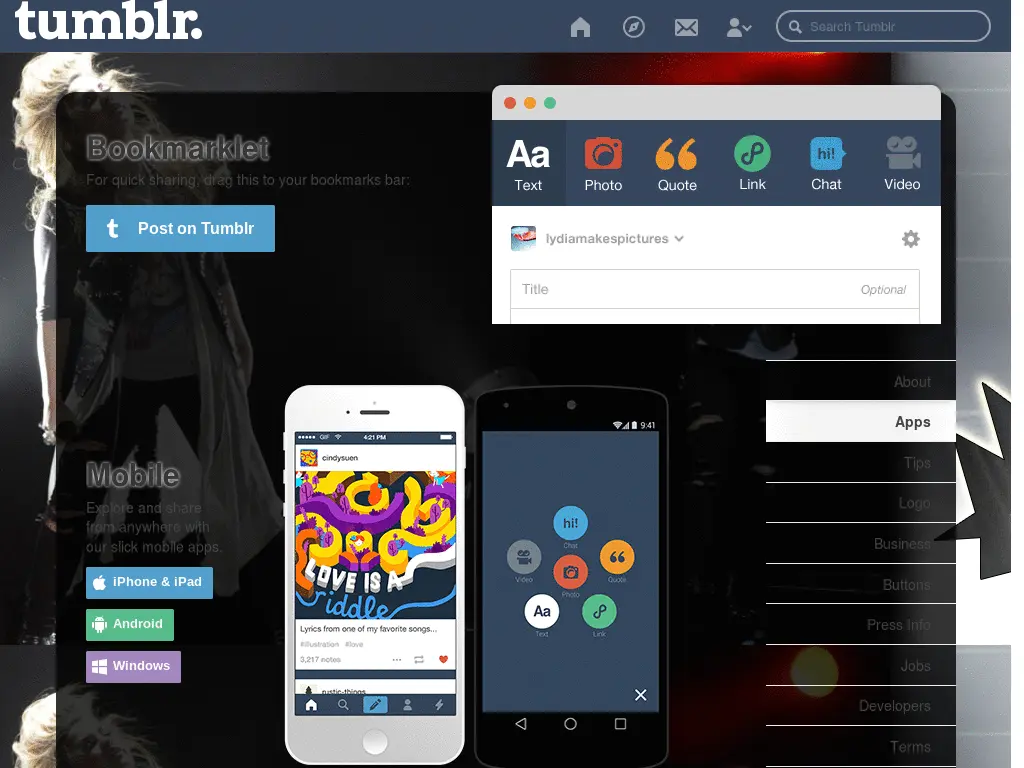 tumblr.
Search Tumblr
Bookmarklet
For quick sharing, drag this to your bookmarks bar:
t Post on Tumblr
Aa
Text
Photo
Quote
Link
hi!
Chat
Video
lydiamakespictures
Title
Optional
About
Apps
Tips
Logo
Business
Buttons
Press Info
Jobs
Developers
Terms
Mobile
Explore and share
from anywhere with
our slick mobile apps.
iPhone & iPad
Android
Windows
GIF 4:21 PM
cindysuen
LOVE IS A
riddle
Lyrics from one of my favorite songs...
#illustration #love
3,217 notes
rustic-things
9:41
hi!
Chat
Video
Quote
Photo
Aa
Text
Link